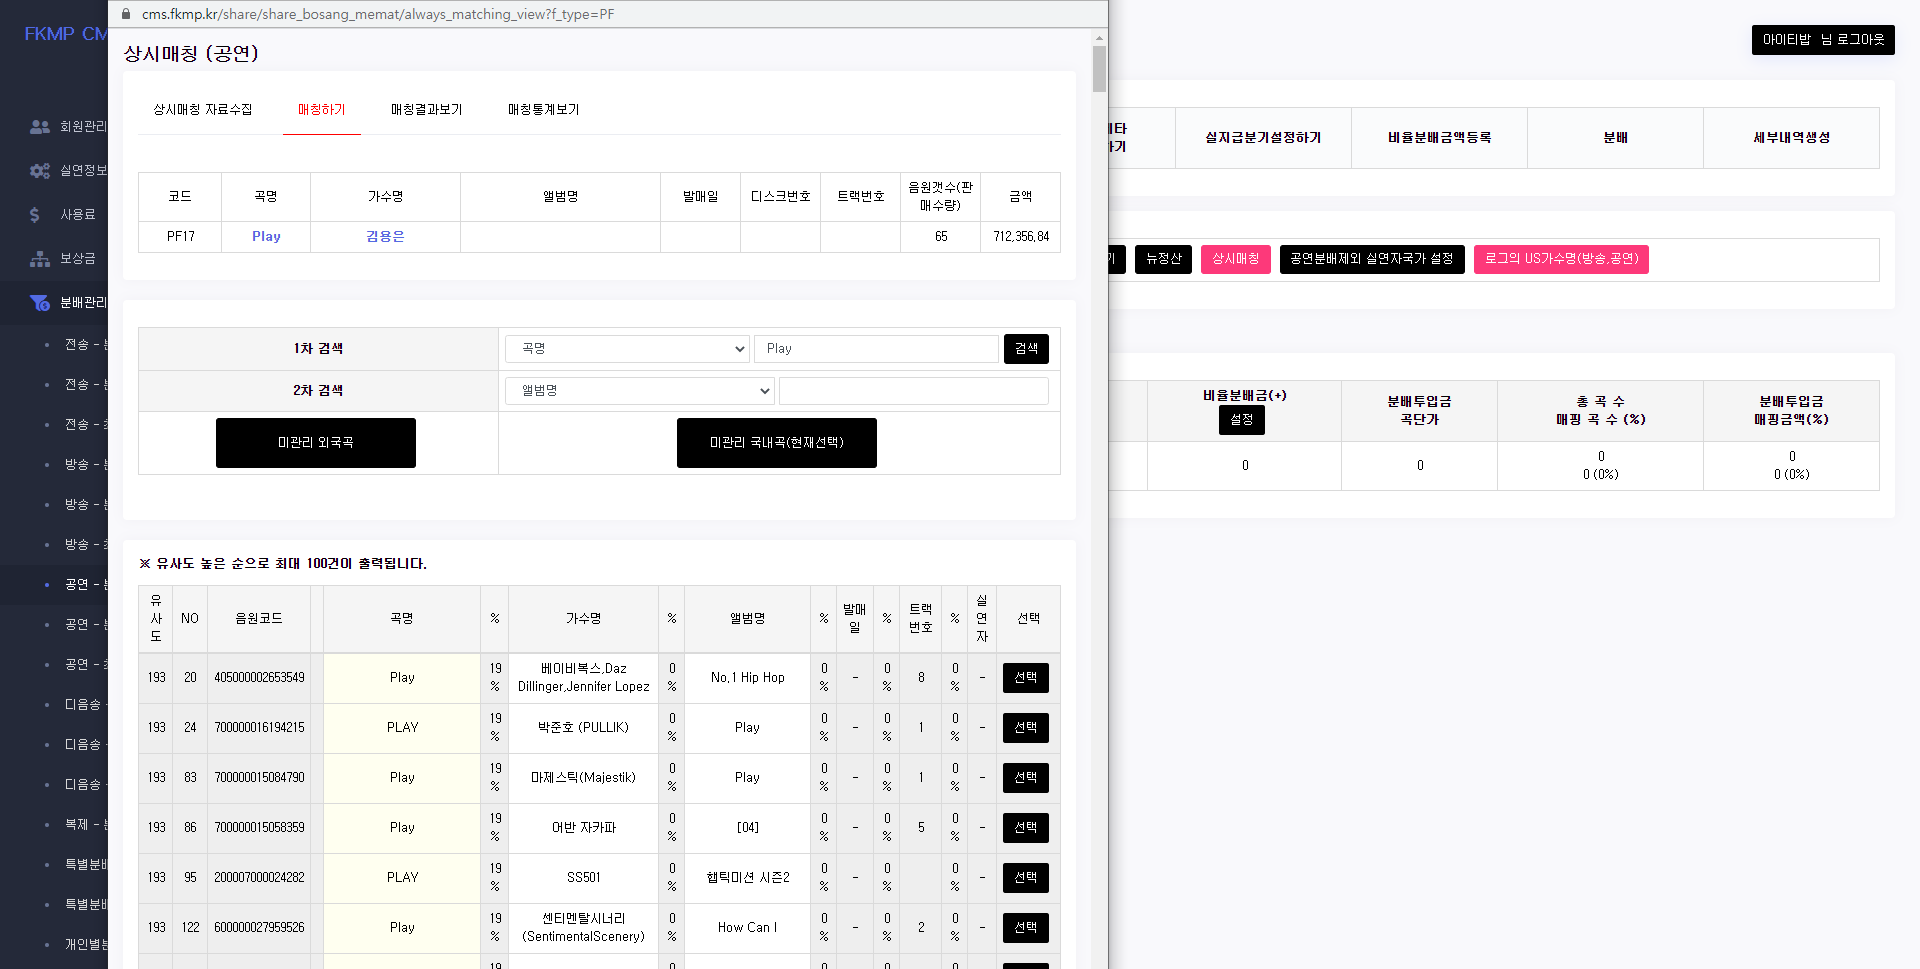 cms.fkmp.kr/share/share_bosang_memat/always_matching_view?f_type=PF
FKMP CM
아이티밥 님 로그아웃
회원관리
실연정보
사용료
보상금
분배관리
전송 -
전송 -
전송 -
방송 -
방송 -
방송 -
공연 -
공연 -
공연 -
디음송
디음송
디음송
복제 -
특별분배
특별분배
개인별분
상시매칭 (공연)
상시매칭 자료수집 매칭하기 매칭결과보기 매칭통계보기
코드 곡명 가수명 앨범명 발매일 디스크번호 트랙번호 음원갯수(판
매수량) 금액
PF17 Play 김용은 65 712,356,84
1차 검색 곡명 Play 검색
2차 검색 앨범명
미관리 외국곡 미관리 국내곡(현재선택)
※ 유사도 높은 순으로 최대 100건이 출력됩니다.
유
사
도 NO 음원코드 곡명 % 가수명 % 앨범명 % 발매
일 % 트랙
번호 % 실
연
자 선택
193 20 405000002653549 Play 19
% 베이비복스,Daz
Dillinger,Jennifer Lopez 0
% No.1 Hip Hop 0
% - 0
% 8 0
% - 선택
193 24 700000016194215 PLAY 19
% 박준호 (PULLIK) 0
% Play 0
% - 0
% 1 0
% - 선택
193 83 700000015084790 Play 19
% 마제스틱(Majestik) 0
% Play 0
% - 0
% 1 0
% - 선택
193 86 700000015058359 Play 19
% 어반 자카파 0
% [04] 0
% - 0
% 5 0
% - 선택
193 95 200007000024282 PLAY 19
% SS501 0
% 햅틱미션 시즌2 0
% - 0
% 0
% - 선택
193 122 600000027959526 Play 19
% 센티멘탈시너리
(SentimentalScenery) 0
% How Can I 0
% - 0
% 2 0
% - 선택
타
하기 실지급분기설정하기 비율분배금액등록 분배 세부내역생성
기 뉴정산 상시매칭 공연분배제외 실연자국가 설정 로그인 US가수명(방송,공연)
비율분배금(+)
설정 분배투입금
곡단가 총 곡 수
매핑 곡 수 (%) 분배투입금
매핑금액(%)
0 0 0
0 (0%) 0
0 (0%)